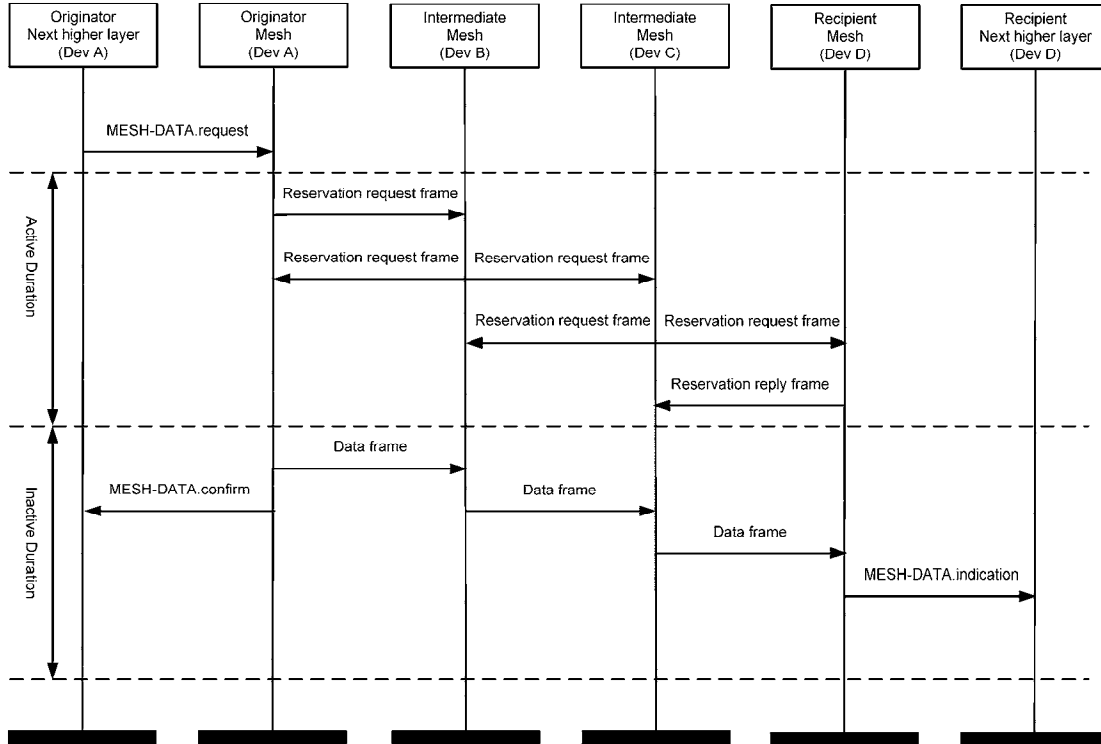 Originator
Next higher layer
(Dev A)
Originator
Mesh
(Dev A)
Intermediate
Mesh
(Dev B)
Intermediate
Mesh
(Dev C)
Recipient
Mesh
(Dev D)
Recipient
Next higher layer
(Dev D)
MESH-DATA.request
Active Duration
Reservation request frame
Reservation request frame
Reservation request frame
Reservation request frame
Reservation request frame
Reservation reply frame
Inactive Duration
Data frame
MESH-DATA.confirm
Data frame
Data frame
MESH-DATA.indication